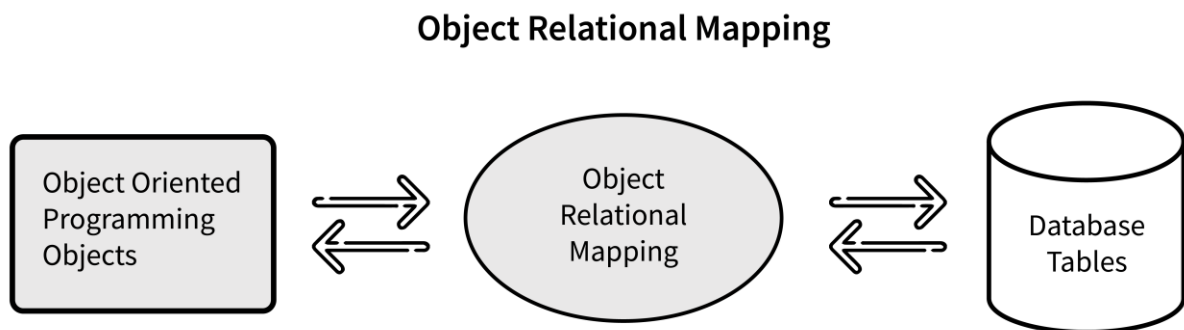 Object Relational Mapping
Object Oriented
Programming
Objects
Object
Relational
Mapping
Database
Tables